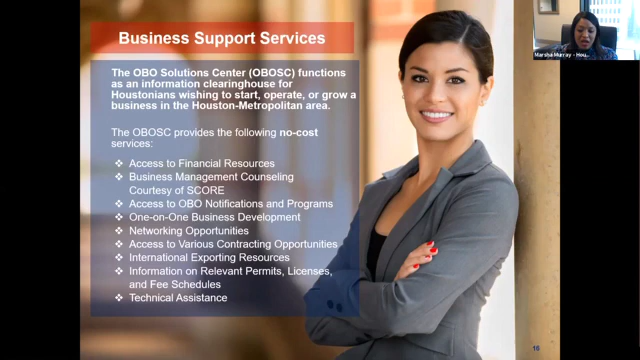 Business Support Services
Marsha Murray - Hou...
The OBO Solutions Center (OBOSC) functions
as an information clearinghouse for
Houstonians wishing to start, operate, or grow a
business in the Houston-Metropolitan area.
The OBOSC provides the following no-cost
services:
❖ Access to Financial Resources
❖ Business Management Counseling
Courtesy of SCORE
❖ Access to OBO Notifications and Programs
❖ One-on-One Business Development
❖ Networking Opportunities
❖ Access to Various Contracting Opportunities
❖ International Exporting Resources
❖ Information on Relevant Permits, Licenses,
and Fee Schedules
❖ Technical Assistance
16